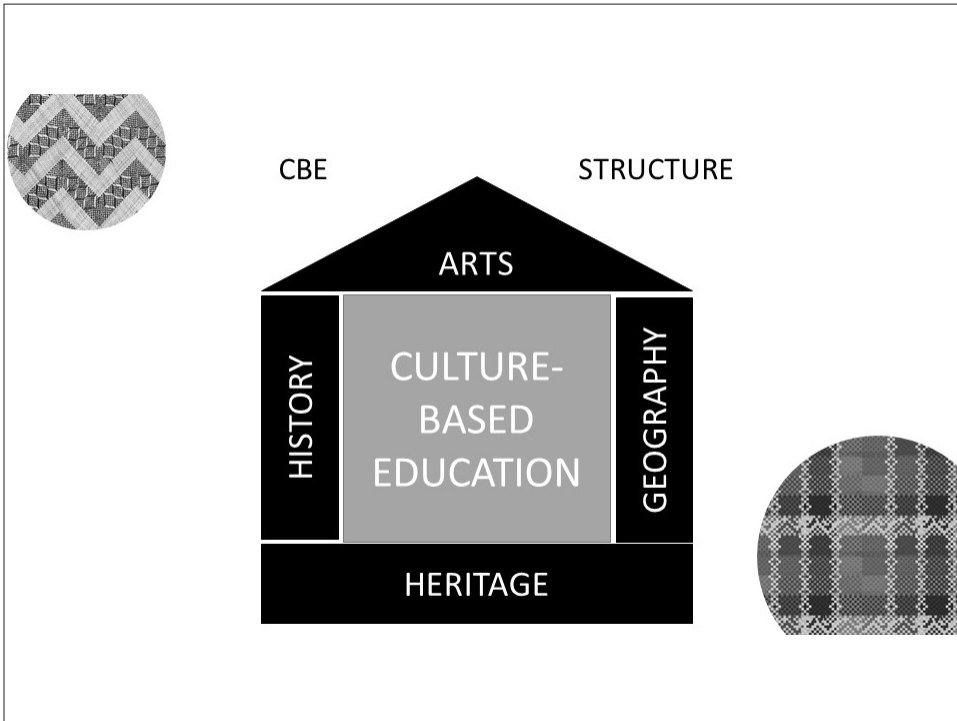 CBE STRUCTURE
ARTS
HISTORY
CULTURE-
BASED
EDUCATION
GEOGRAPHY
HERITAGE